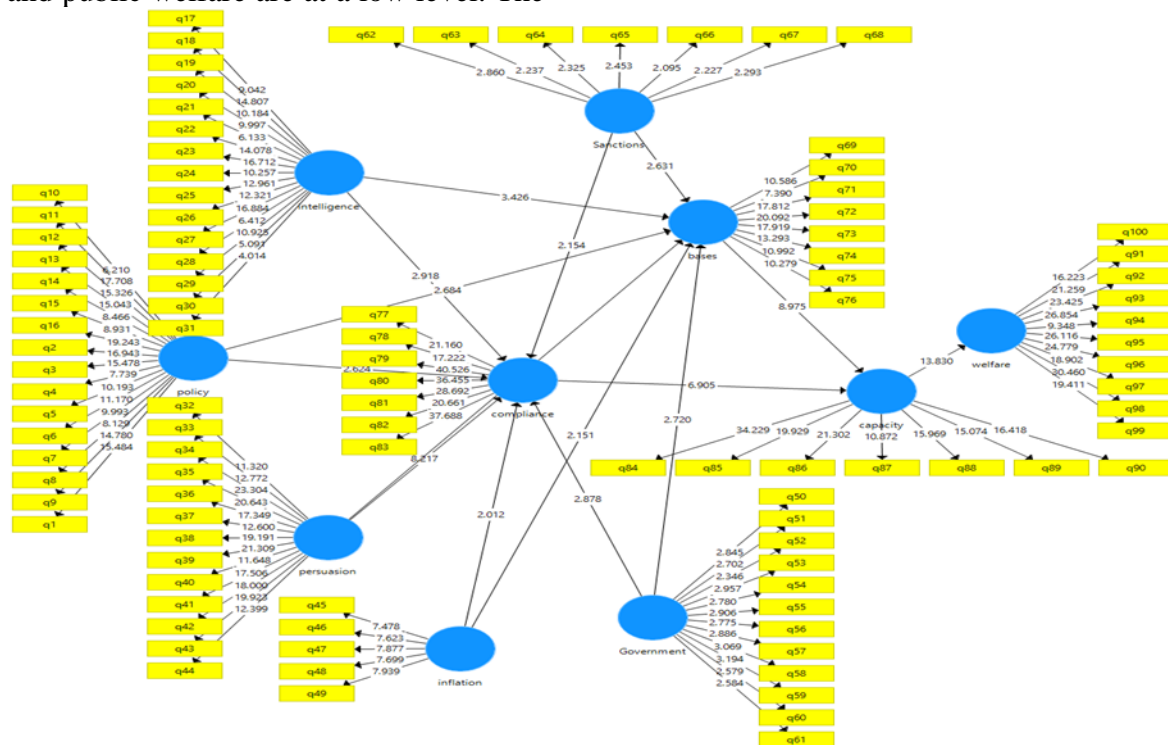 and public welfare are at a low level. The
q17
q18
q19
q20
q21
q22
q23
q24
q25
q26
q27
q28
q29
q30
q31
9.042
14.807
10.184
9.997
6.133
14.078
16.712
10.257
12.961
12.321
16.884
6.412
10.925
5.091
4.014
intelligence
q62
q63
q64
q65
q66
q67
q68
2.860
2.237
2.325
2.453
2.095
2.227
2.293
Sanctions
2.631
3.426
2.154
2.918
2.684
q69
q70
q71
q72
q73
q74
q75
q76
10.586
7.390
17.812
20.092
17.919
13.293
10.992
10.279
bases
8.975
q10
q11
q12
q13
q14
q15
q16
q2
q3
q4
q5
q6
q7
q8
q9
q1
6.210
17.708
15.326
15.043
8.466
8.931
19.243
16.943
15.478
7.739
10.193
11.170
9.993
8.129
14.780
15.484
policy
2.624
q77
q78
q79
q80
q81
q82
q83
21.160
17.222
40.526
36.455
28.692
20.661
37.688
compliance
6.905
q100
q91
q92
q93
q94
q95
q96
q97
q98
q99
16.223
21.259
23.425
26.854
9.348
26.116
24.779
18.902
30.460
19.411
welfare
13.830
capacity
34.229
19.929
21.302
10.872
15.969
15.074
16.418
q84
q85
q86
q87
q88
q89
q90
q32
q33
q34
q35
q36
q37
q38
q39
q40
q41
q42
q43
q44
11.320
12.772
23.304
20.643
17.349
12.600
19.191
21.309
11.648
17.506
18.000
19.923
12.399
persuasion
8.217
2.012
2.151
2.720
2.878
q45
q46
q47
q48
q49
7.478
7.623
7.877
7.699
7.939
inflation
q50
q51
q52
q53
q54
q55
q56
q57
q58
q59
q60
q61
2.845
2.702
2.346
2.957
2.780
2.906
2.775
2.886
3.069
3.194
2.579
2.584
Government